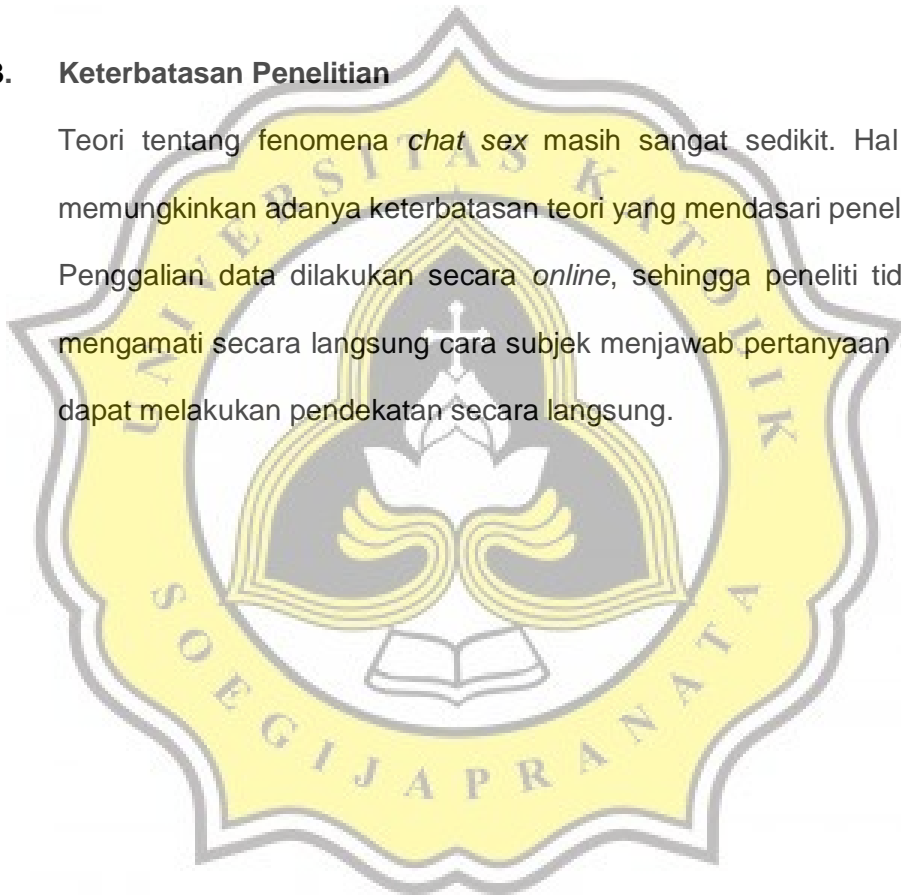 3. Keterbatasan Penelitian
Teori tentang fenomena chat sex masih sangat sedikit. Hal
memungkinkan adanya keterbatasan teori yang mendasari penel
Penggalian data dilakukan secara online, sehingga peneliti tid
mengamati secara langsung cara subjek menjawab pertanyaan
dapat melakukan pendekatan secara langsung.
UNIVERSITAS KATOLIK
SOEGIJAPRANATA